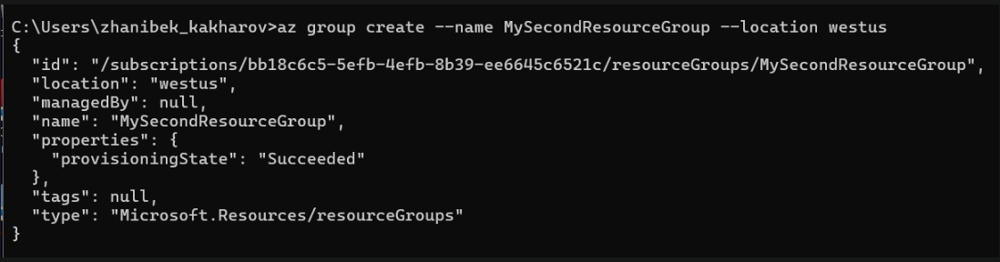 C:\Users\zhanibek_kakharov>az group create --name MySecondResourceGroup --location westus
{
  "id": "/subscriptions/bb18c6c5-5efb-4efb-8b39-ee6645c6521c/resourceGroups/MySecondResourceGroup",
  "location": "westus",
  "managedBy": null,
  "name": "MySecondResourceGroup",
  "properties": {
    "provisioningState": "Succeeded"
  },
  "tags": null,
  "type": "Microsoft.Resources/resourceGroups"
}